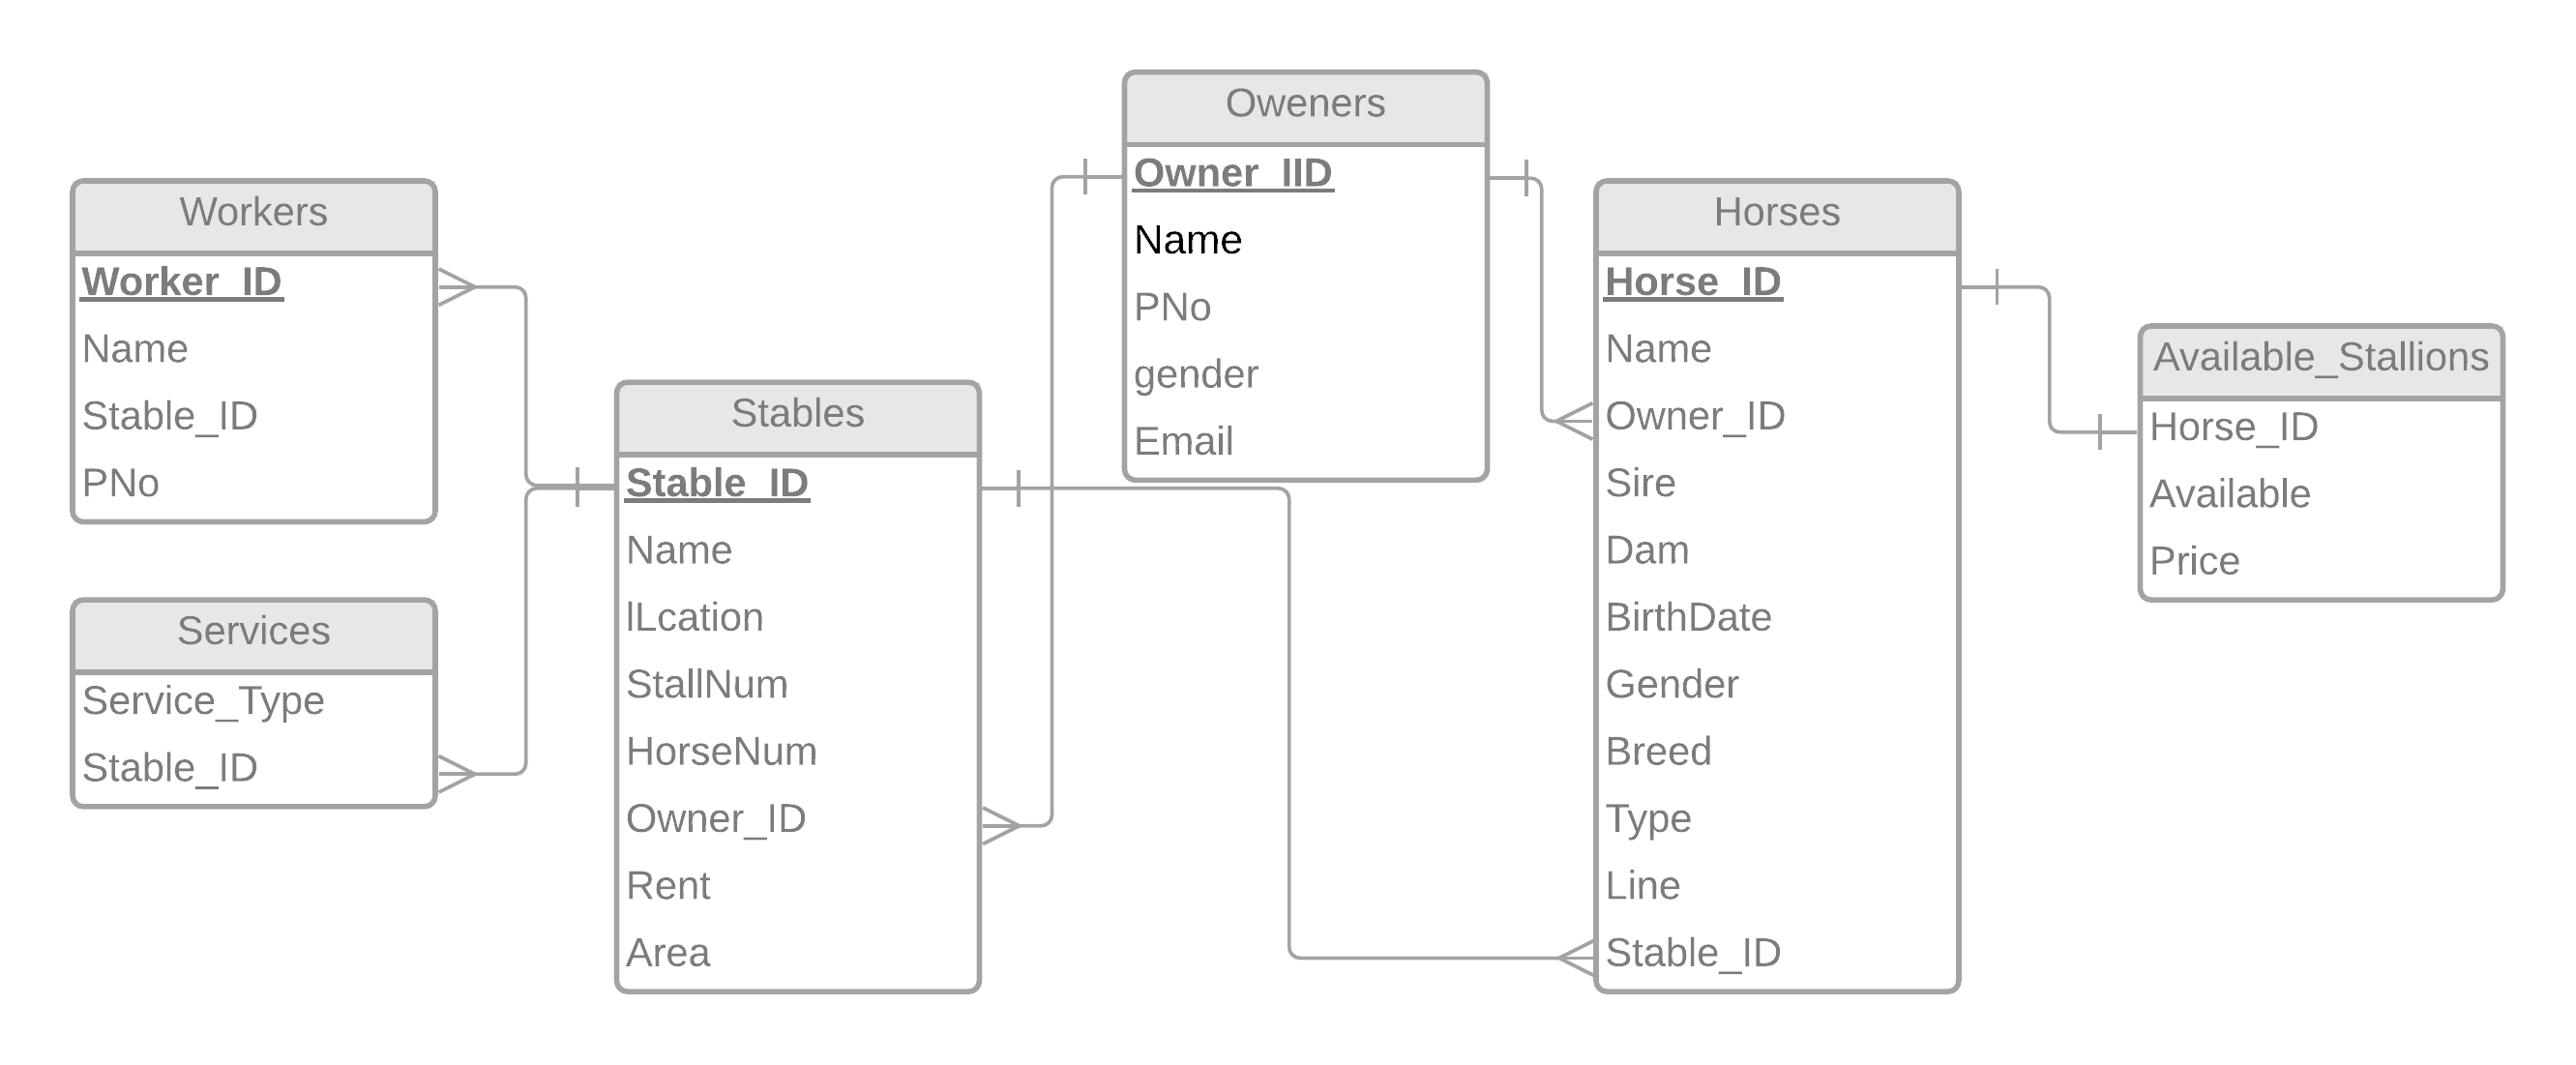 Workers
Worker_ID
Name
Stable_ID
PNo
Services
Service_Type
Stable_ID
Stables
Stable_ID
Name
lLcation
StallNum
HorseNum
Owner_ID
Rent
Area
Oweners
Owner_IID
Name
PNo
gender
Email
Horses
Horse_ID
Name
Owner_ID
Sire
Dam
BirthDate
Gender
Breed
Type
Line
Stable_ID
Available_Stallions
Horse_ID
Available
Price